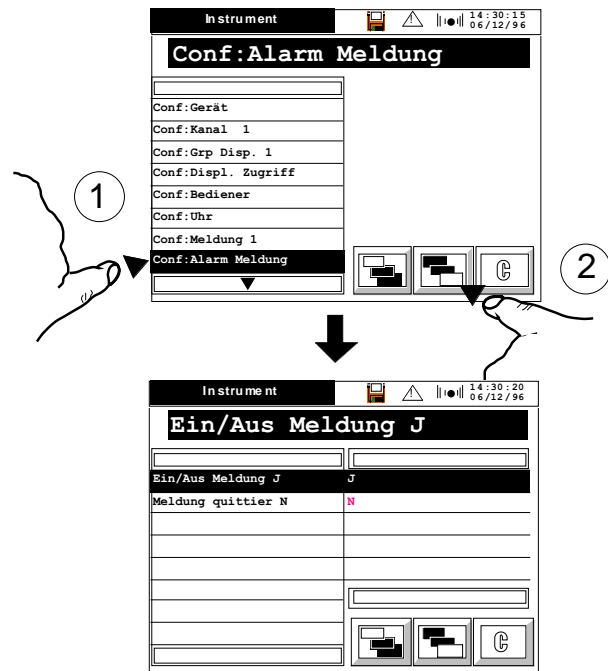 Instrument
14:30:15
06/12/96
Conf:Alarm Meldung
Conf:Gerät
Conf:Kanal 1
Conf:Grp Disp. 1
Conf:Displ. Zugriff
Conf:Bediener
Conf:Uhr
Conf:Meldung 1
Conf:Alarm Meldung
C
1
2
Instrument
14:30:20
06/12/96
Ein/Aus Meldung J
Ein/Aus Meldung J J
Meldung quittier N N
C